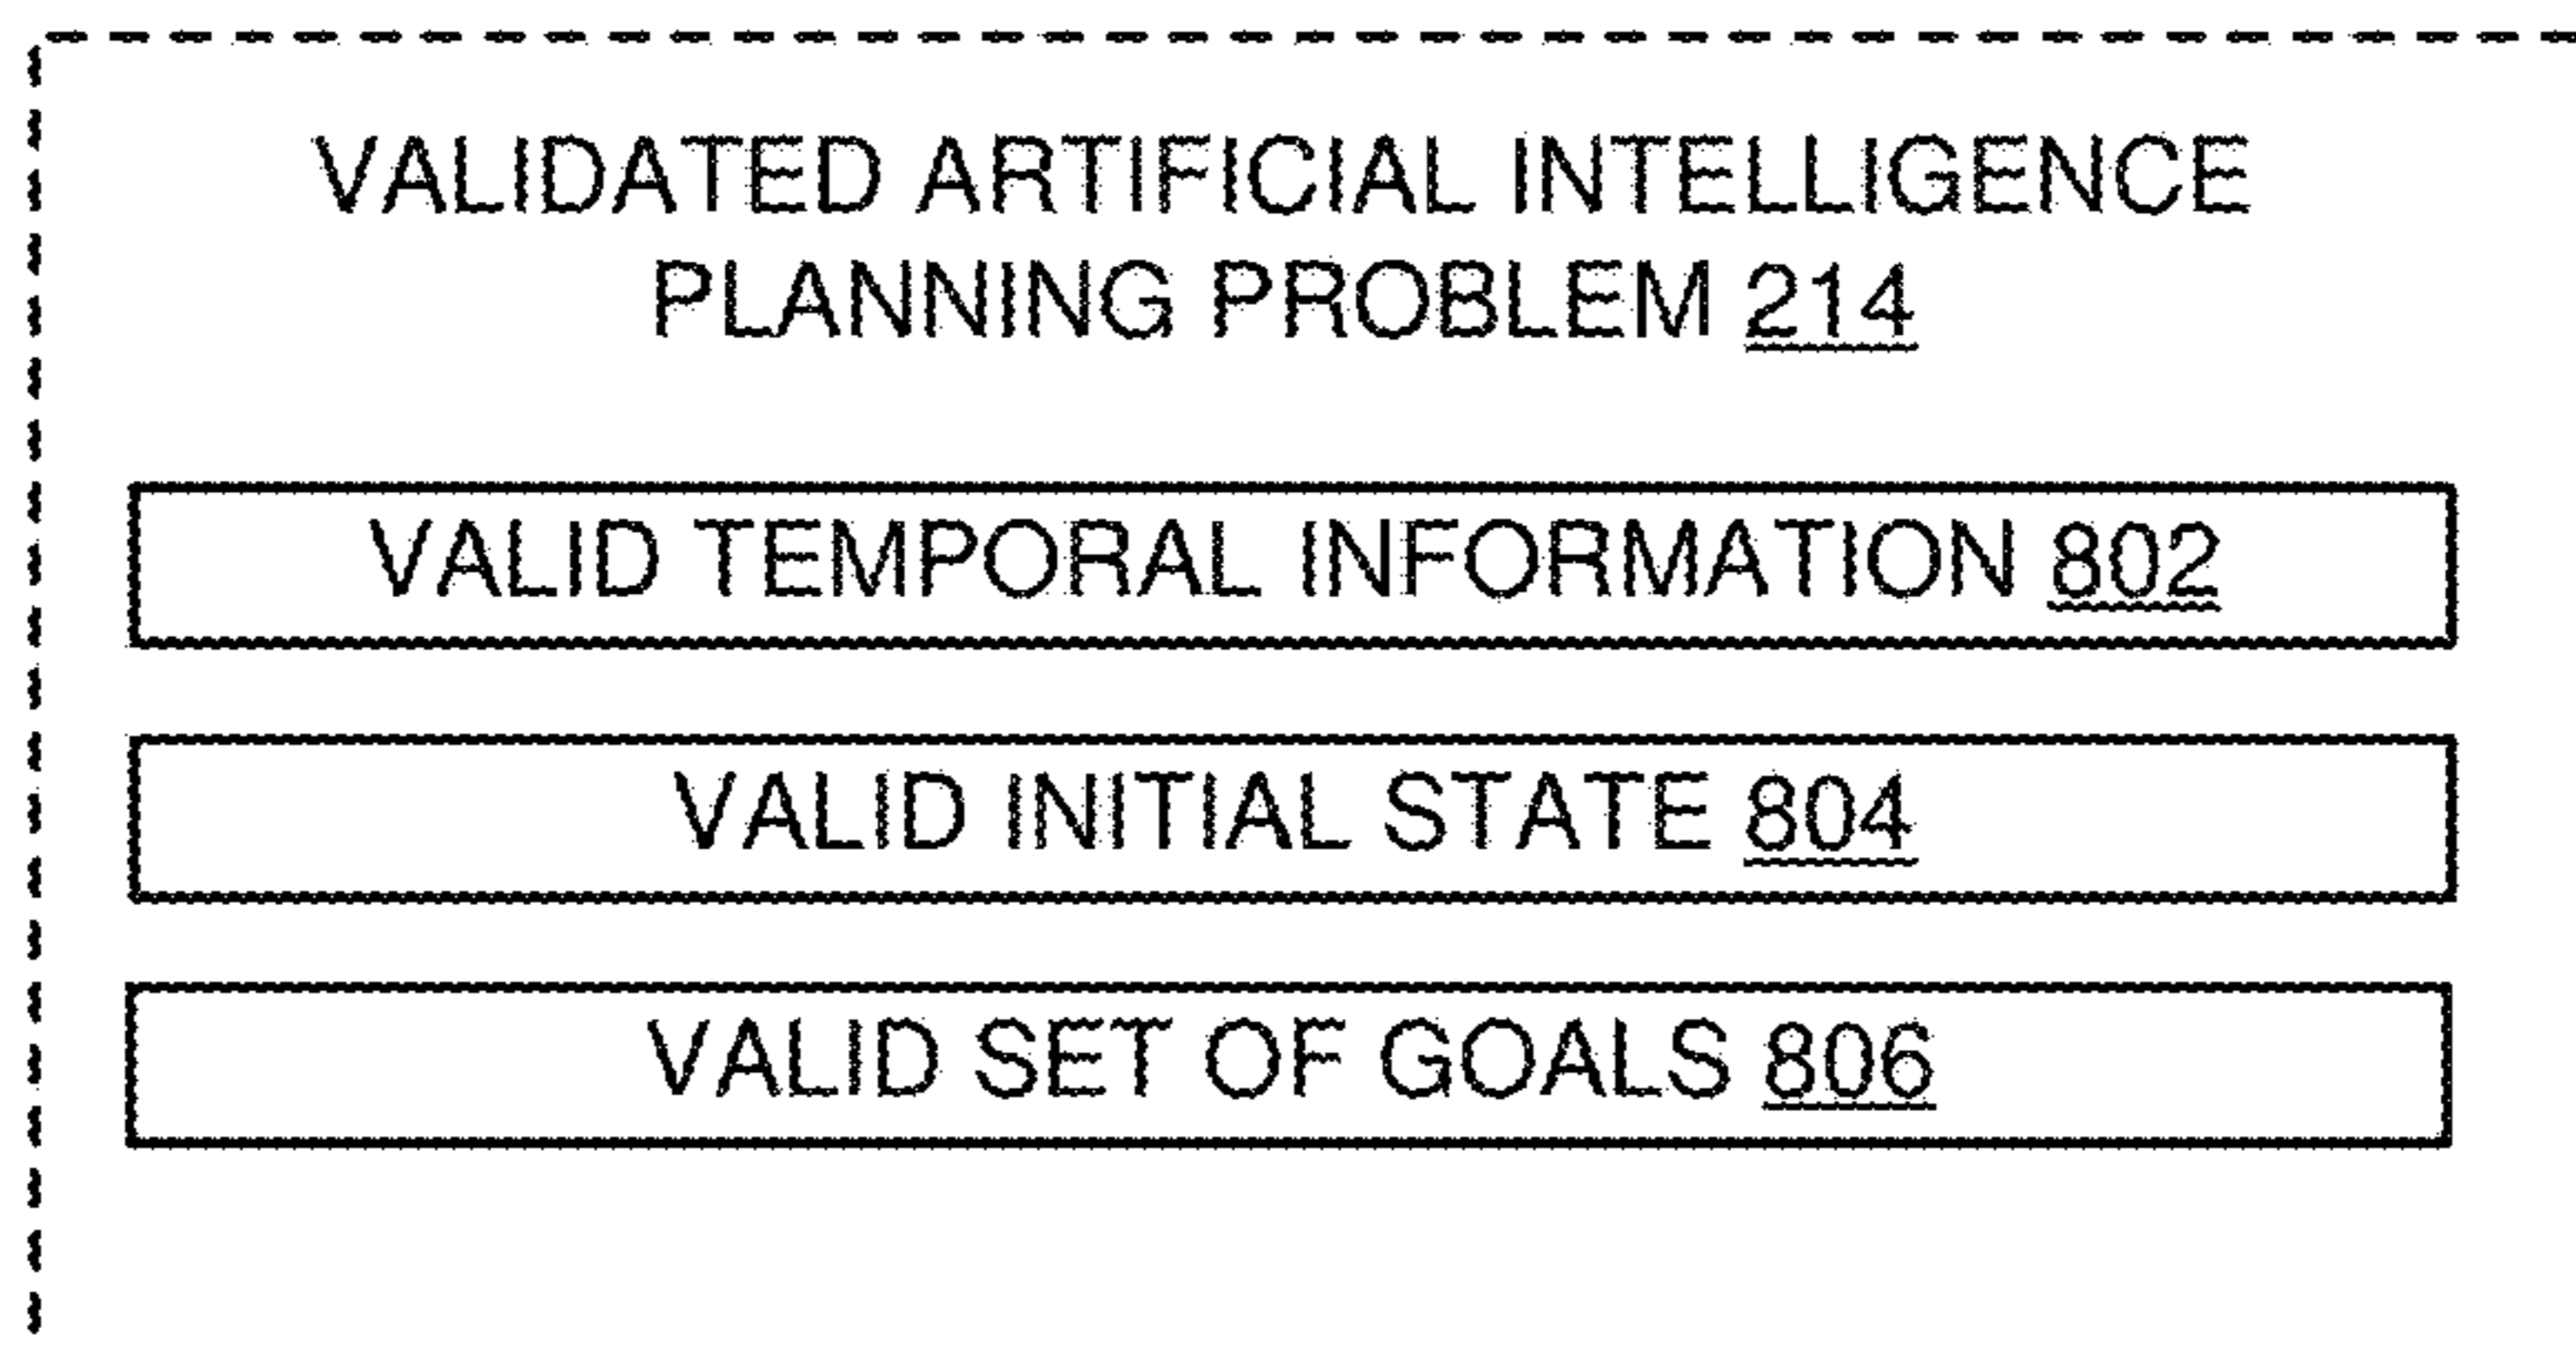 VALIDATED ARTIFICIAL INTELLIGENCE
PLANNING PROBLEM 214
VALID TEMPORAL INFORMATION 802
VALID INITIAL STATE 804
VALID SET OF GOALS 806